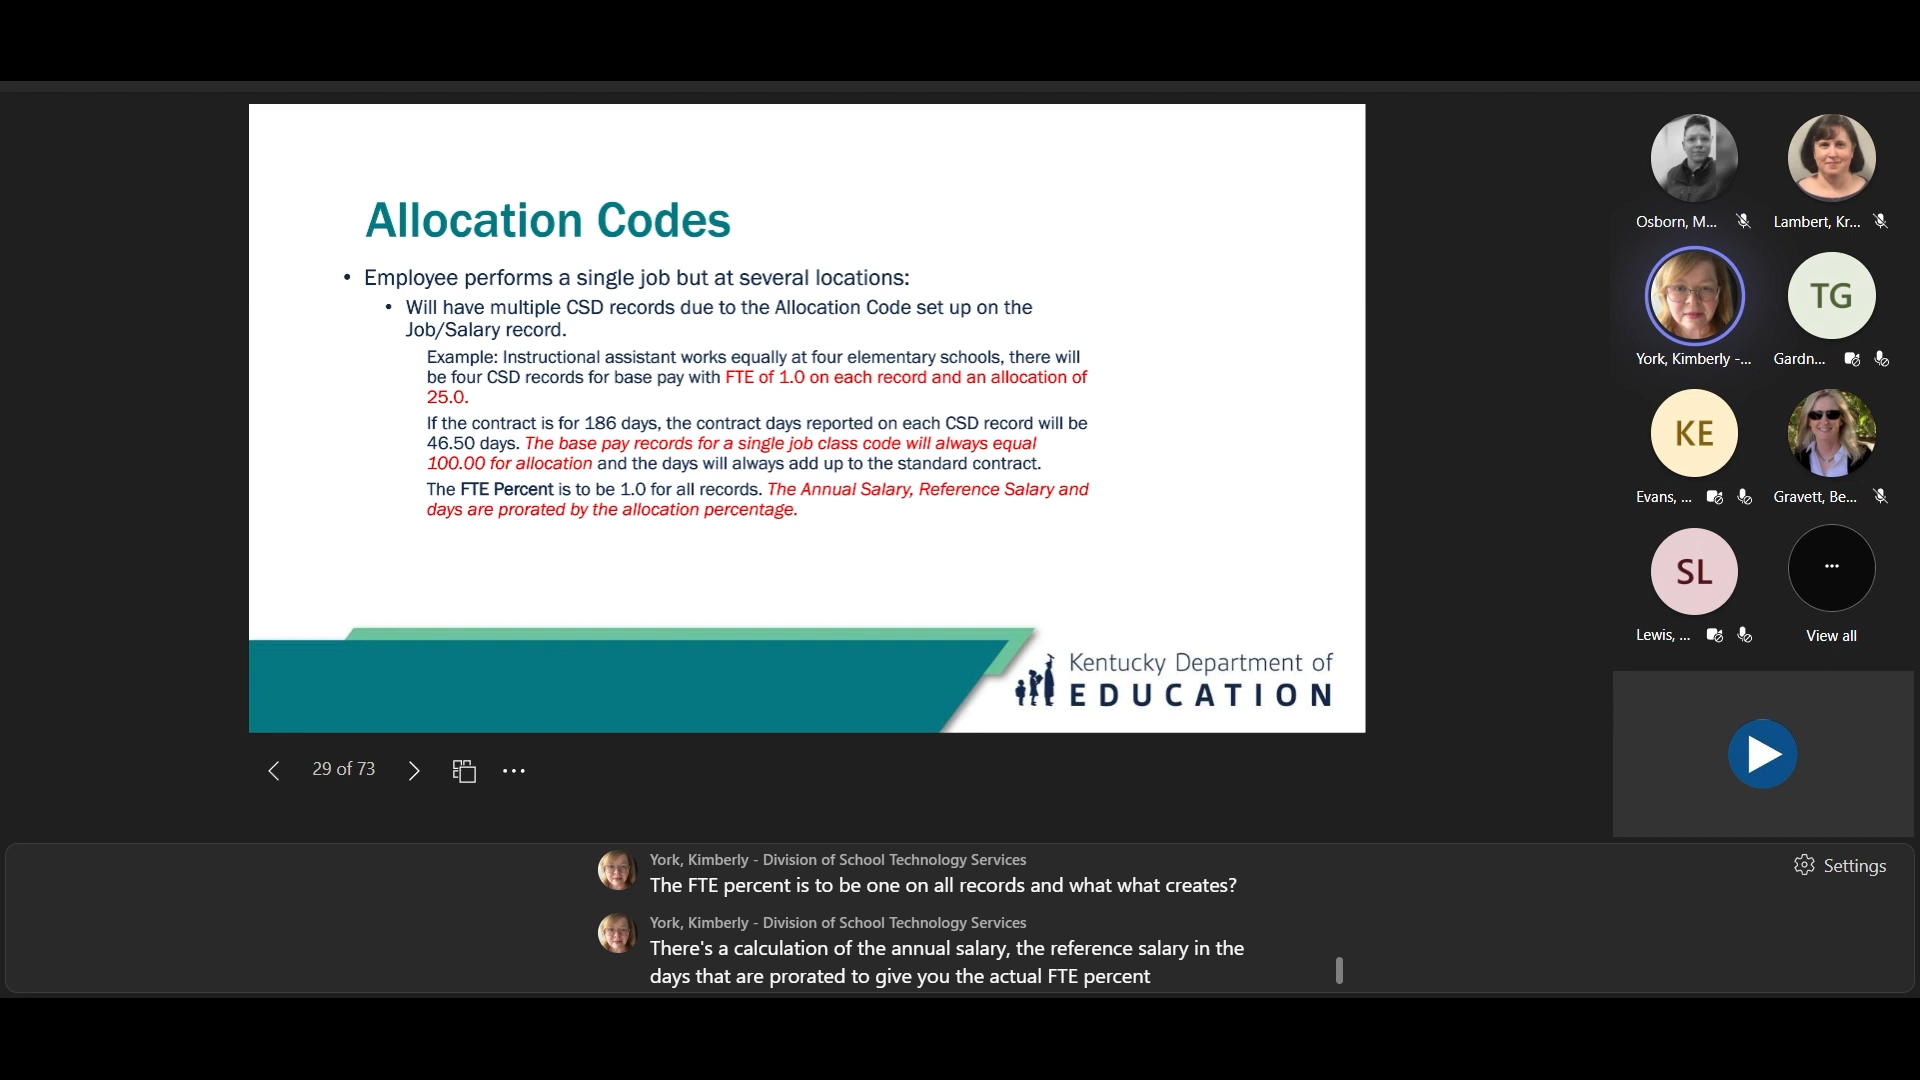 Allocation Codes
• Employee performs a single job but at several locations:
• Will have multiple CSD records due to the Allocation Code set up on the
Job/Salary record.
Example: Instructional assistant works equally at four elementary schools, there will
be four CSD records for base pay with FTE of 1.0 on each record and an allocation of
25.0.
If the contract is for 186 days, the contract days reported on each CSD record will be
46.50 days. The base pay records for a single job class code will always equal
100.00 for allocation and the days will always add up to the standard contract.
The FTE Percent is to be 1.0 for all records. The Annual Salary, Reference Salary and
days are prorated by the allocation percentage.
Kentucky Department of
EDUCATION
29 of 73
Osborn, M...
Lambert, Kr...
York, Kimberly -...
TG
Gardn...
KE
Evans, ...
Gravett, Be...
SL
Lewis, ...
View all
York, Kimberly - Division of School Technology Services
The FTE percent is to be one on all records and what what creates?
York, Kimberly - Division of School Technology Services
There's a calculation of the annual salary, the reference salary in the
days that are prorated to give you the actual FTE percent
Settings